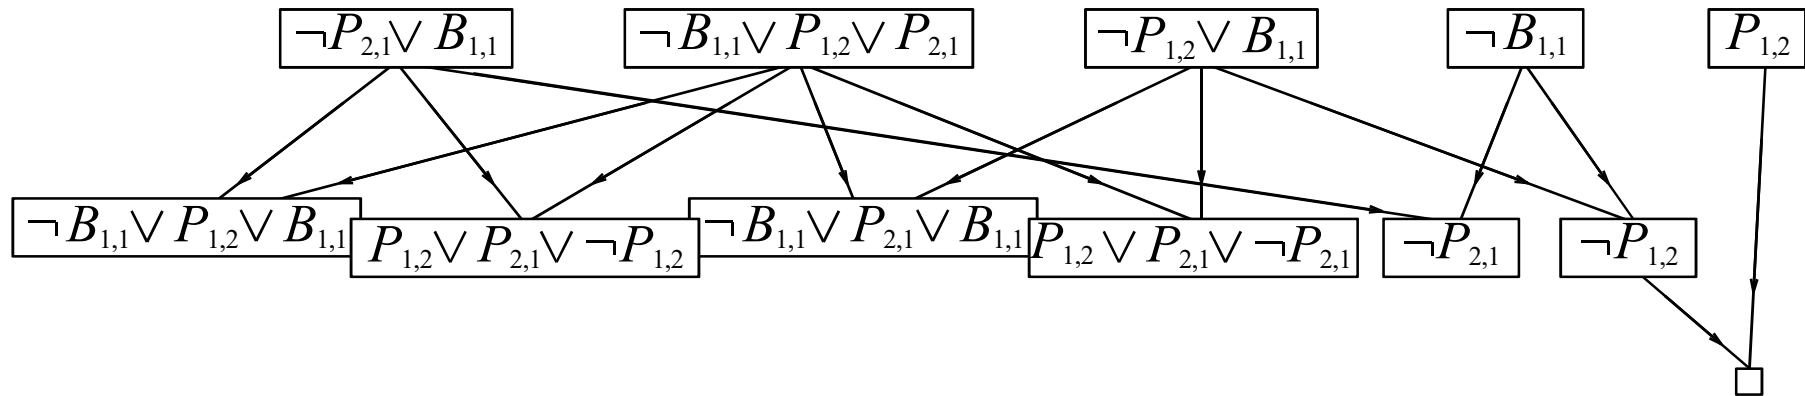 ¬P₂,₁ ∨ B₁,₁
¬B₁,₁ ∨ P₁,₂ ∨ P₂,₁
¬P₁,₂ ∨ B₁,₁
¬B₁,₁
P₁,₂
¬B₁,₁ ∨ P₁,₂ ∨ B₁,₁
P₁,₂ ∨ P₂,₁ ∨ ¬P₁,₂
¬B₁,₁ ∨ P₂,₁ ∨ B₁,₁
P₁,₂ ∨ P₂,₁ ∨ ¬P₂,₁
¬P₂,₁
¬P₁,₂